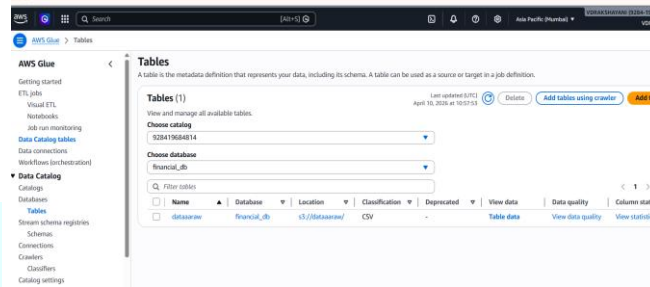 aws
Search
[Alt+S]
Asia Pacific (Mumbai)
AWS Glue > Tables
AWS Glue
Getting started
ETL jobs
Visual ETL
Notebooks
Job run monitoring
Data Catalog tables
Data connections
Workflows (orchestration)
Data Catalog
Catalogs
Databases
Tables
Stream schema registries
Schemas
Connections
Crawlers
Classifiers
Catalog settings
Tables
A table is the metadata definition that represents your data, including its schema. A table can be used as a source or target in a job definition.
Tables (1)
Last updated (UTC)
April 10, 2026 at 10:57:53
Delete
Add tables using crawler
Add
View and manage all available tables.
Choose catalog
928419684814
Choose database
financial_db
Filter tables
1
Name Database Location Classification Deprecated View data Data quality Column
dataaaraw financial_db s3://dataaaraw/ CSV - Table data View data quality View